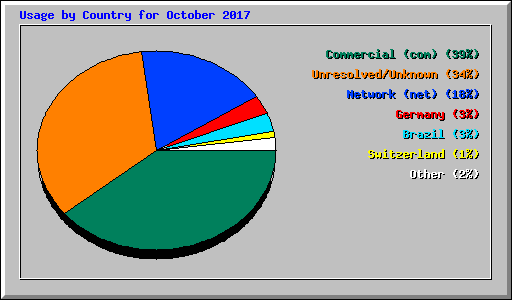 Usage by Country for October 2017
Commercial (com) (39%)
Unresolved/Unknown (34%)
Network (net) (18%)
Germany (3%)
Brazil (3%)
Switzerland (1%)
Other (2%)